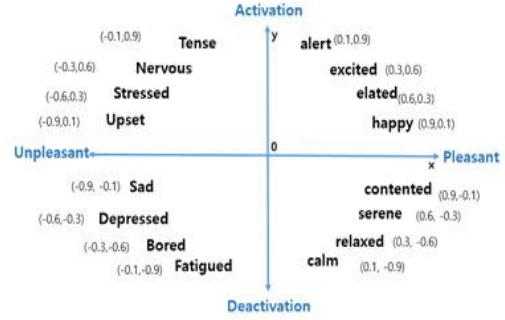 Activation
(-0.1,0.9) Tense y alert (0.1,0.9)
(-0.3,0.6) Nervous excited (0.3,0.6)
(-0.6,0.3) Stressed elated (0.6,0.3)
(-0.9,0.1) Upset happy (0.9,0.1)
Unpleasant 0 x Pleasant
(-0.9, -0.1) Sad contented (0.9,-0.1)
(-0.6,-0.3) Depressed serene (0.6, -0.3)
(-0.3,-0.6) Bored relaxed (0.3, -0.6)
(-0.1,-0.9) Fatigued calm (0.1, -0.9)
Deactivation